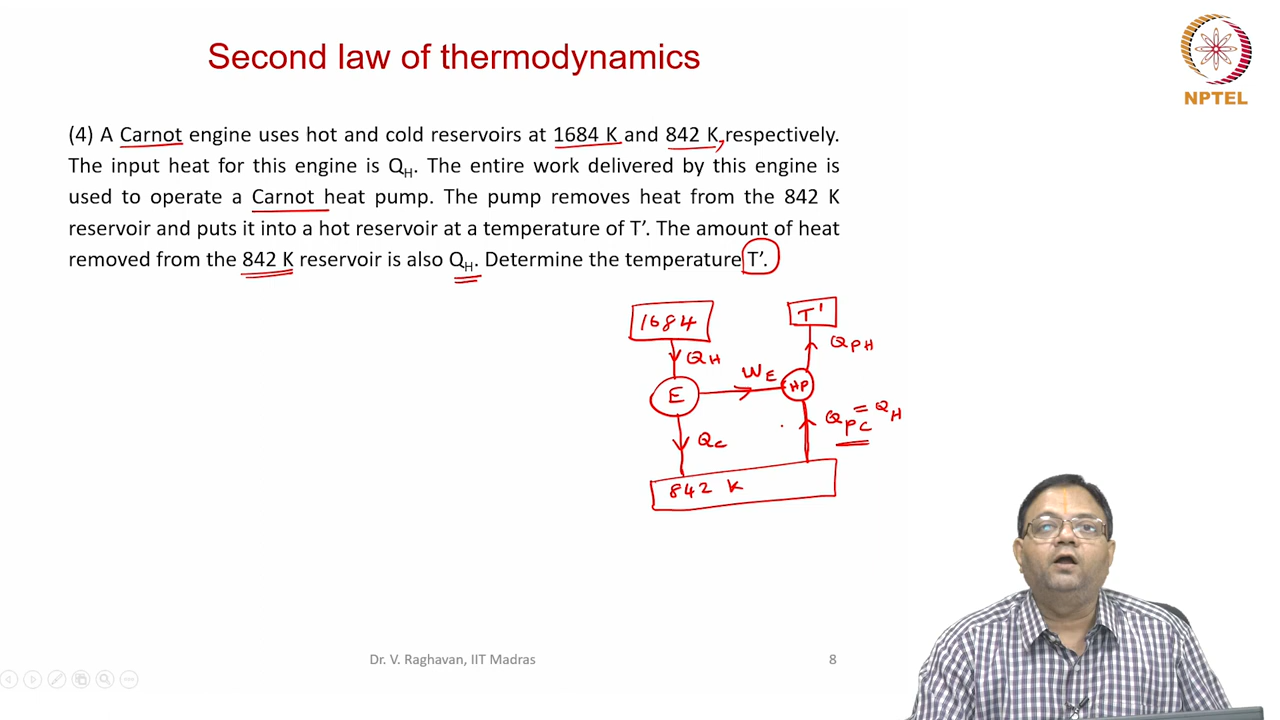 Second law of thermodynamics
NPTEL
(4) A Carnot engine uses hot and cold reservoirs at 1684 K and 842 K, respectively.
The input heat for this engine is QH. The entire work delivered by this engine is
used to operate a Carnot heat pump. The pump removes heat from the 842 K
reservoir and puts it into a hot reservoir at a temperature of T’. The amount of heat
removed from the 842 K reservoir is also QH. Determine the temperature T’.
1684
T'
QH
QPH
WE
E
HP
QPC = QH
QC
842 K
Dr. V. Raghavan, IIT Madras
8